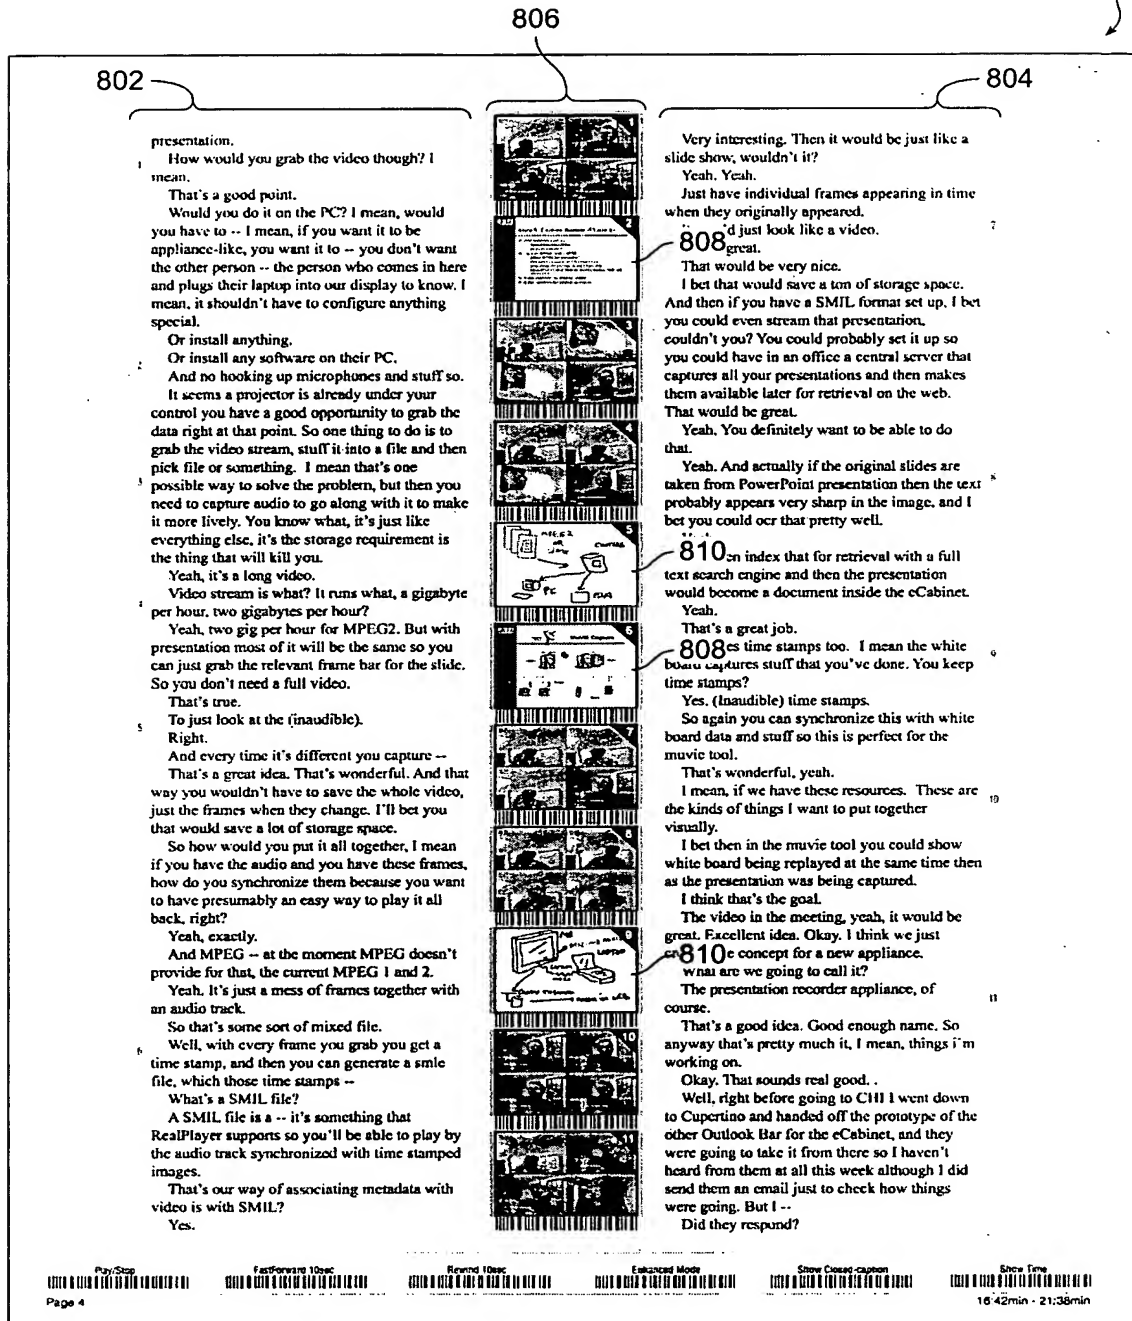 806
802
804
presentation.
1
How would you grab the video though? I
mean.
That's a good point.
Would you do it on the PC? I mean, would
you have to -- I mean, if you want it to be
appliance-like, you want it to -- you don't want
the other person -- the person who comes in here
and plugs their laptop into our display to know. I
mean, it shouldn't have to configure anything
special.
Or install anything.
2
Or install any software on their PC.
And no hooking up microphones and stuff so.
It seems a projector is already under your
control you have a good opportunity to grab the
data right at that point. So one thing to do is to
grab the video stream, stuff it into a file and then
pick file or something. I mean that's one
3
possible way to solve the problem, but then you
need to capture audio to go along with it to make
it more lively. You know what, it's just like
everything else, it's the storage requirement is
the thing that will kill you.
Yeah, it's a long video.
Video stream is what? It runs what, a gigabyte
per hour, two gigabytes per hour?
Yeah, two gig per hour for MPEG2. But with
presentation most of it will be the same so you
can just grab the relevant frame bar for the slide.
So you don't need a full video.
That's true.
5
To just look at the (inaudible).
Right.
And every time it's different you capture --
That's a great idea. That's wonderful. And that
way you wouldn't have to save the whole video,
just the frames when they change. I'll bet you
that would save a lot of storage space.
So how would you put it all together, I mean
if you have the audio and you have these frames,
how do you synchronize them because you want
to have presumably an easy way to play it all
back, right?
Yeah, exactly.
And MPEG -- at the moment MPEG doesn't
provide for that, the current MPEG 1 and 2.
Yeah. It's just a mess of frames together with
an audio track.
So that's some sort of mixed file.
6
Well, with every frame you grab you get a
time stamp, and then you can generate a smle
file, which those time stamps --
What's a SMIL file?
A SMIL file is a -- it's something that
RealPlayer supports so you'll be able to play by
the audio track synchronized with time stamped
images.
That's our way of associating metadata with
video is with SMIL?
Yes.
1
2
3
4
5
MPEG2
PC
6
7
8
9
LAPTOP
10
11
Very interesting. Then it would be just like a
slide show, wouldn't it?
Yeah. Yeah.
Just have individual frames appearing in time
when they originally appeared.
7
'd just look like a video.
808 great.
That would be very nice.
I bet that would save a ton of storage space.
And then if you have a SMIL format set up, I bet
you could even stream that presentation,
couldn't you? You could probably set it up so
you could have in an office a central server that
captures all your presentations and then makes
them available later for retrieval on the web.
That would be great.
Yeah. You definitely want to be able to do
that.
Yeah. And actually if the original slides are
taken from PowerPoint presentation then the text
probably appears very sharp in the image, and I
bet you could ocr that pretty well.
810 en index that for retrieval with a full
text search engine and then the presentation
would become a document inside the eCabinet.
Yeah.
That's a great job.
808 es time stamps too. I mean the white
9
board captures stuff that you've done. You keep
time stamps?
Yes. (Inaudible) time stamps.
So again you can synchronize this with white
board data and stuff so this is perfect for the
muvie tool.
That's wonderful, yeah.
I mean, if we have these resources. These are
10
the kinds of things I want to put together
visually.
I bet then in the muvie tool you could show
white board being replayed at the same time then
as the presentation was being captured.
I think that's the goal.
The video in the meeting, yeah, it would be
great. Excellent idea. Okay. I think we just
810 e concept for a new appliance.
What are we going to call it?
The presentation recorder appliance, of
11
course.
That's a good idea. Good enough name. So
anyway that's pretty much it, I mean, things i'm
working on.
Okay. That sounds real good. .
Well, right before going to CHI I went down
to Cupertino and handed off the prototype of the
other Outlook Bar for the eCabinet, and they
were going to take it from there so I haven't
heard from them at all this week although I did
send them an email just to check how things
were going. But I --
Did they respond?
Play/Stop
FastForward 10sec
Rewind 10sec
Enhanced Mode
Show Closed-caption
Show Time
Page 4
16:42min - 21:38min